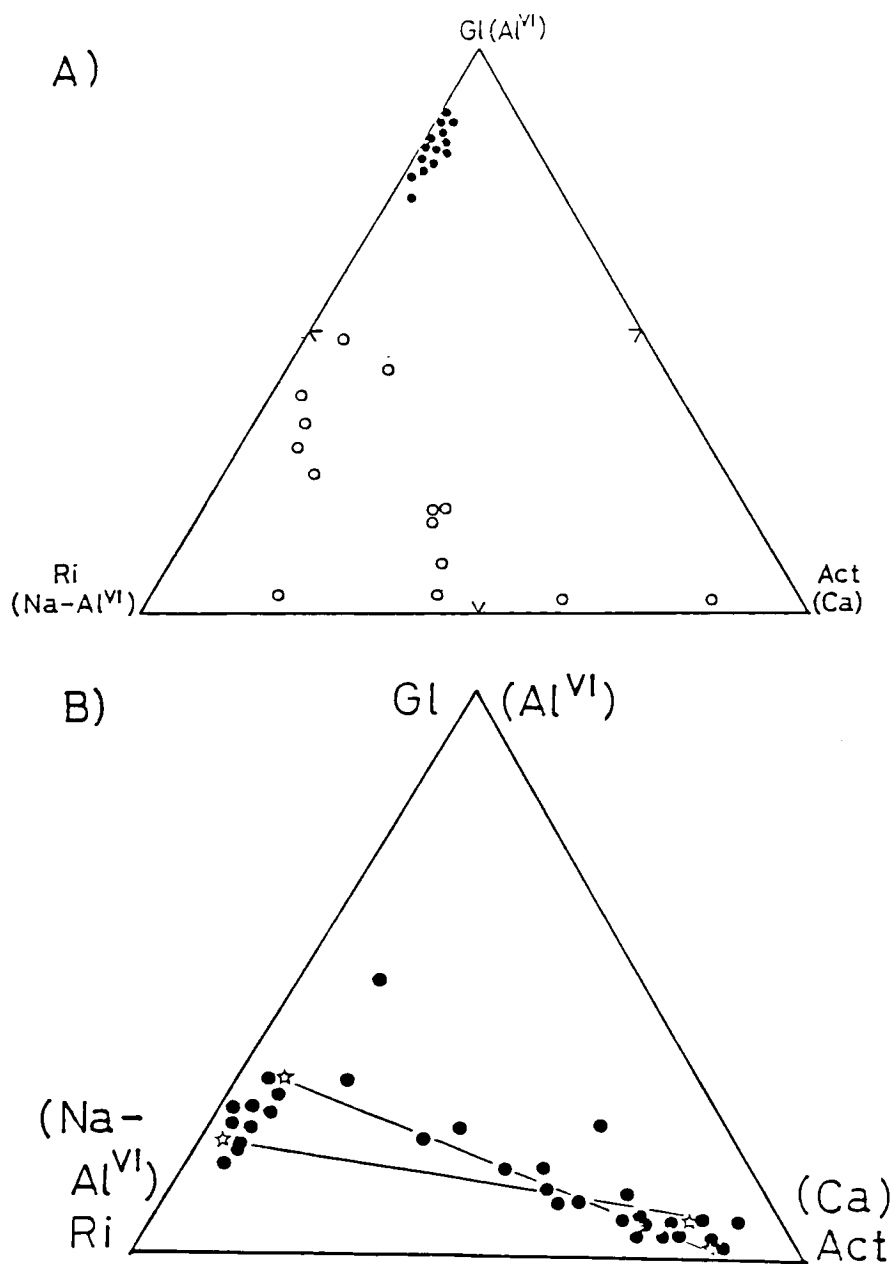 A)
Gl (Al^VI)
Ri
(Na-Al^VI)
Act
(Ca)
B)
Gl (Al^VI)
(Na-
Al^VI)
Ri
(Ca)
Act